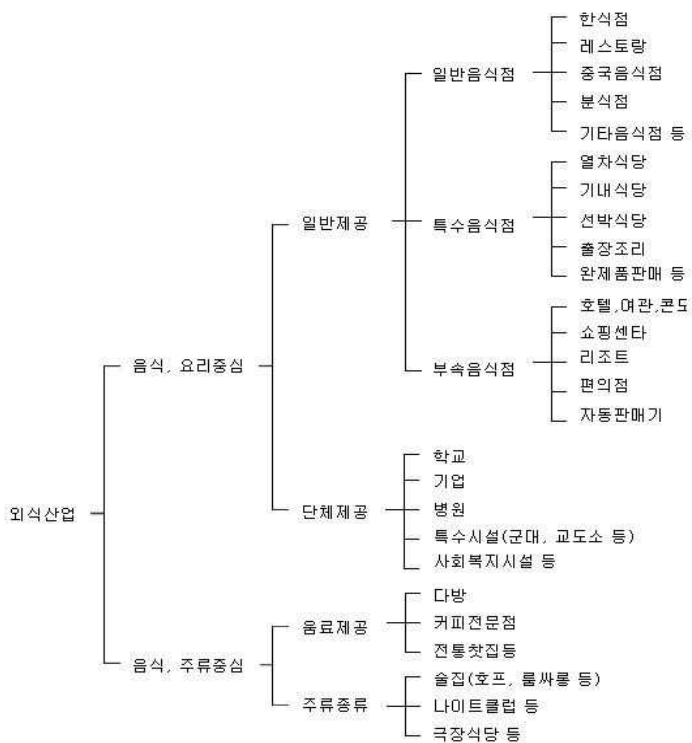 한식점
레스토랑
일반음식점
중국음식점
분식점
기타음식점 등
열차식당
기내식당
일반제공
특수음식점
선박식당
출장조리
완제품판매 등
호텔,여관,콘도
쇼핑센타
음식, 요리중심
부속음식점
리조트
편의점
자동판매기
학교
기업
외식산업
단체제공
병원
특수시설(군대, 교도소 등)
사회복지시설 등
다방
음료제공
커피전문점
음식, 주류중심
전통찻집등
술집(호프, 룸싸롱 등)
주류종류
나이트클럽 등
극장식당 등